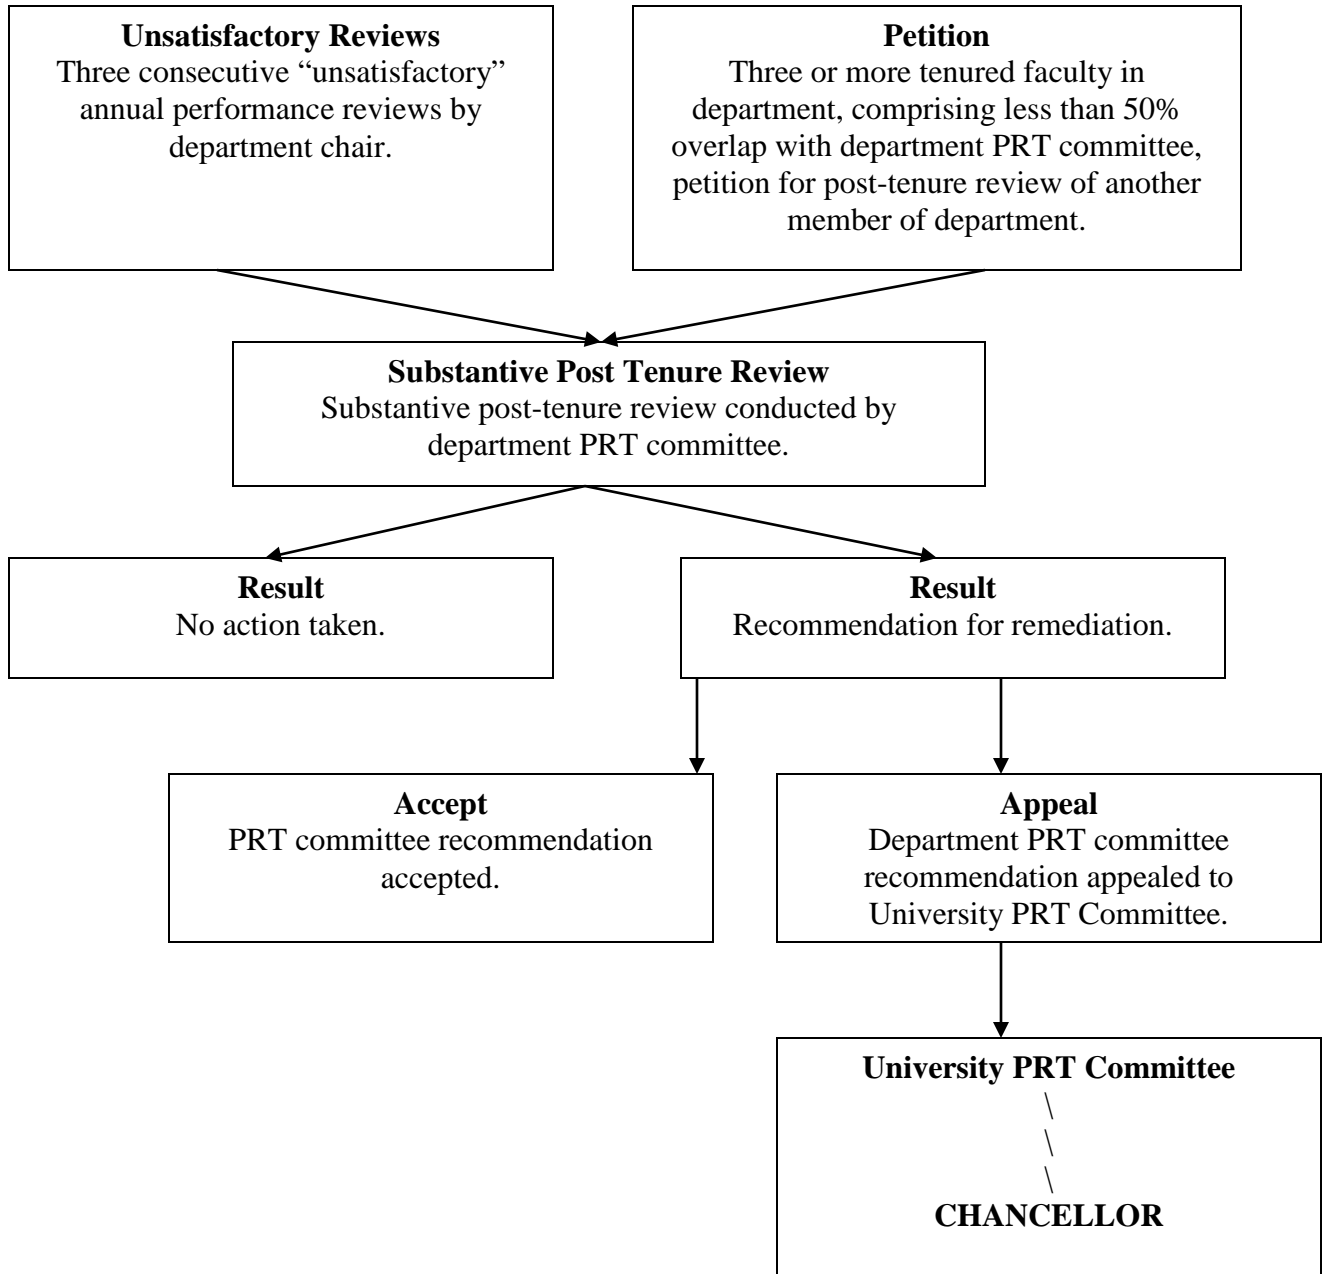 Unsatisfactory Reviews
Three consecutive “unsatisfactory”
annual performance reviews by
department chair.
Petition
Three or more tenured faculty in
department, comprising less than 50%
overlap with department PRT committee,
petition for post-tenure review of another
member of department.
Substantive Post Tenure Review
Substantive post-tenure review conducted by
department PRT committee.
Result
No action taken.
Result
Recommendation for remediation.
Accept
PRT committee recommendation
accepted.
Appeal
Department PRT committee
recommendation appealed to
University PRT Committee.
University PRT Committee
\
\
\
CHANCELLOR